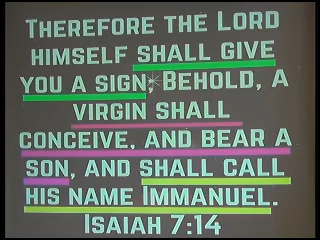 Therefore the Lord
himself shall give
you a sign; Behold, a
virgin shall
conceive, and bear a
son, and shall call
his name Immanuel.
Isaiah 7:14